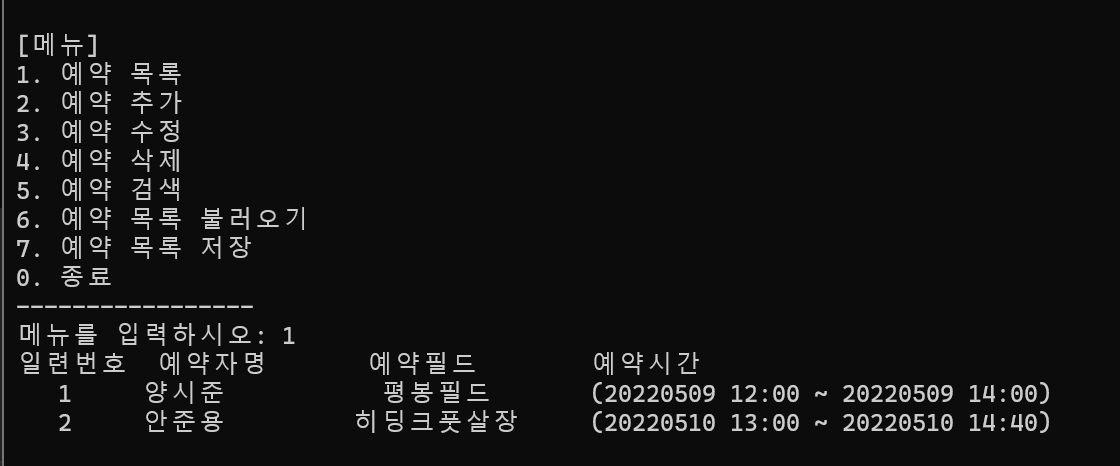 [메뉴]
1. 예약 목록
2. 예약 추가
3. 예약 수정
4. 예약 삭제
5. 예약 검색
6. 예약 목록 불러오기
7. 예약 목록 저장
0. 종료
-----------------
메뉴를 입력하시오: 1
일련번호 예약자명 예약필드 예약시간
1 양시준 평봉필드 (20220509 12:00 ~ 20220509 14:00)
2 안준용 히딩크풋살장 (20220510 13:00 ~ 20220510 14:40)